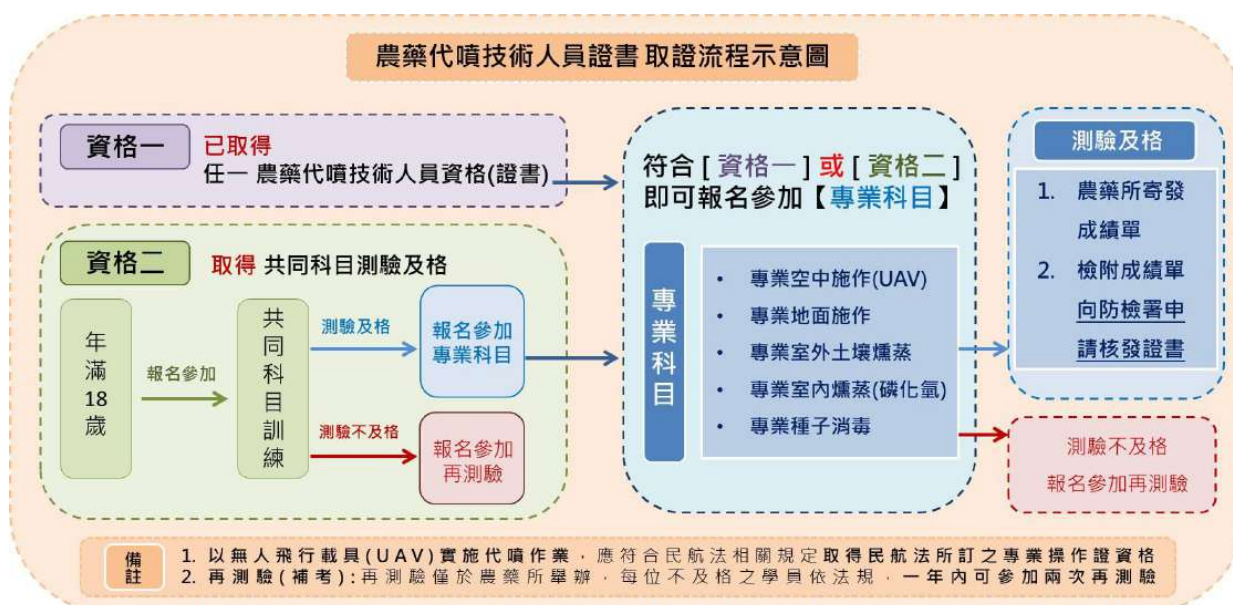 農藥代噴技術人員證書 取證流程示意圖
資格一
已取得
任一 農藥代噴技術人員資格(證書)
資格二
取得 共同科目測驗及格
年滿18歲
報名參加
共同科目訓練
測驗及格
報名參加
專業科目
測驗不及格
報名參加
再測驗
符合 [ 資格一 ] 或 [ 資格二 ]
即可報名參加【專業科目】
專業科目
• 專業空中施作(UAV)
• 專業地面施作
• 專業室外土壤燻蒸
• 專業室內燻蒸(磷化氫)
• 專業種子消毒
測驗及格
1. 農藥所寄發
成績單
2. 檢附成績單
向防檢署申
請核發證書
測驗不及格
報名參加再測驗
備註
1. 以無人飛行載具(UAV)實施代噴作業，應符合民航法相關規定取得民航法所訂之專業操作證資格
2. 再測驗(補考):再測驗僅於農藥所舉辦，每位不及格之學員依法規，一年內可參加兩次再測驗